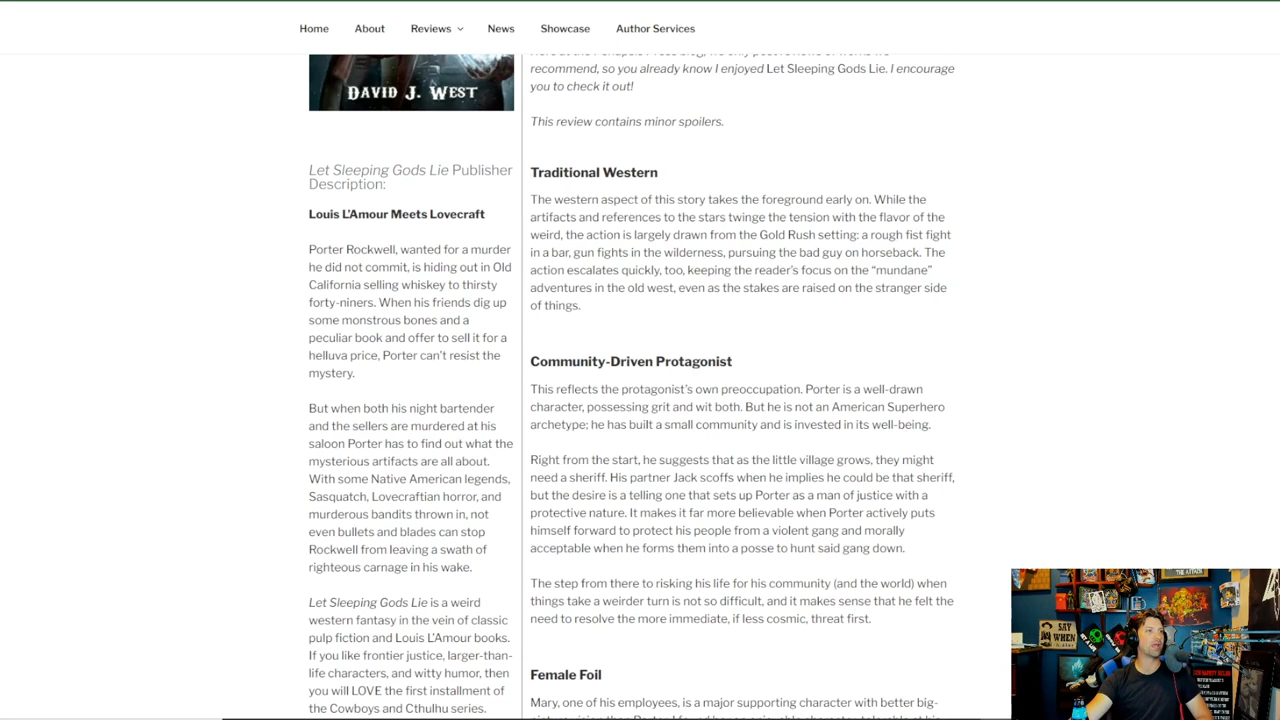 Home About Reviews News Showcase Author Services
DAVID J. WEST
Let Sleeping Gods Lie Publisher
Description:
Louis L'Amour Meets Lovecraft
Porter Rockwell, wanted for a murder
he did not commit, is hiding out in Old
California selling whiskey to thirsty
forty-niners. When his friends dig up
some monstrous bones and a
peculiar book and offer to sell it for a
helluva price, Porter can't resist the
mystery.
But when both his night bartender
and the sellers are murdered at his
saloon Porter has to find out what the
mysterious artifacts are all about.
With some Native American legends,
Sasquatch, Lovecraftian horror, and
murderous bandits thrown in, not
even bullets and blades can stop
Rockwell from leaving a swath of
righteous carnage in his wake.
Let Sleeping Gods Lie is a weird
western fantasy in the vein of classic
pulp fiction and Louis L'Amour books.
If you like frontier justice, larger-than-
life characters, and witty humor, then
you will LOVE the first installment of
the Cowboys and Cthulhu series.
recommend, so you already know I enjoyed Let Sleeping Gods Lie. I encourage
you to check it out!
This review contains minor spoilers.
Traditional Western
The western aspect of this story takes the foreground early on. While the
artifacts and references to the stars twinge the tension with the flavor of the
weird, the action is largely drawn from the Gold Rush setting: a rough fist fight
in a bar, gun fights in the wilderness, pursuing the bad guy on horseback. The
action escalates quickly, too, keeping the reader's focus on the “mundane”
adventures in the old west, even as the stakes are raised on the stranger side
of things.
Community-Driven Protagonist
This reflects the protagonist's own preoccupation. Porter is a well-drawn
character, possessing grit and wit both. But he is not an American Superhero
archetype; he has built a small community and is invested in its well-being.
Right from the start, he suggests that as the little village grows, they might
need a sheriff. His partner Jack scoffs when he implies he could be that sheriff,
but the desire is a telling one that sets up Porter as a man of justice with a
protective nature. It makes it far more believable when Porter actively puts
himself forward to protect his people from a violent gang and morally
acceptable when he forms them into a posse to hunt said gang down.
The step from there to risking his life for his community (and the world) when
things take a weirder turn is not so difficult, and it makes sense that he felt the
need to resolve the more immediate, if less cosmic, threat first.
Female Foil
Mary, one of his employees, is a major supporting character with better big-
SAY
WHEN